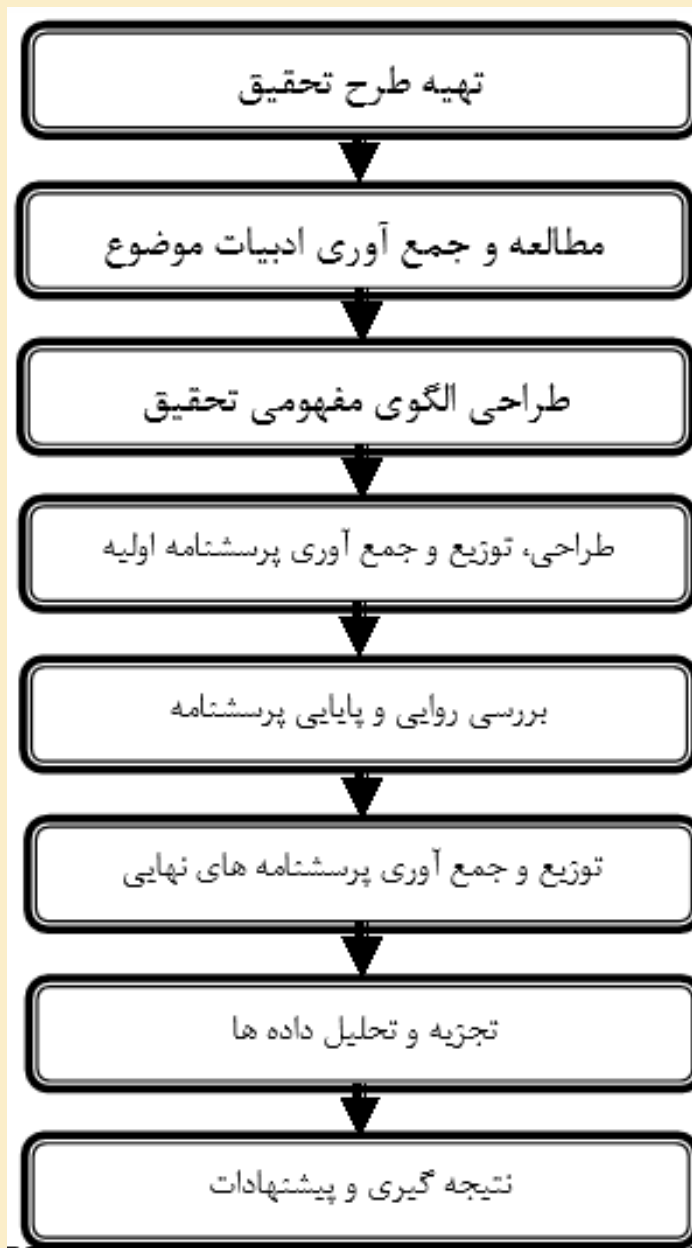 تهیه طرح تحقیق
مطالعه و جمع آوری ادبیات موضوع
طراحی الگوی مفهومی تحقیق
طراحی، توزیع و جمع آوری پرسشنامه اولیه
بررسی روایی و پایایی پرسشنامه
توزیع و جمع آوری پرسشنامه های نهایی
تجزیه و تحلیل داده ها
نتیجه گیری و پیشنهادات